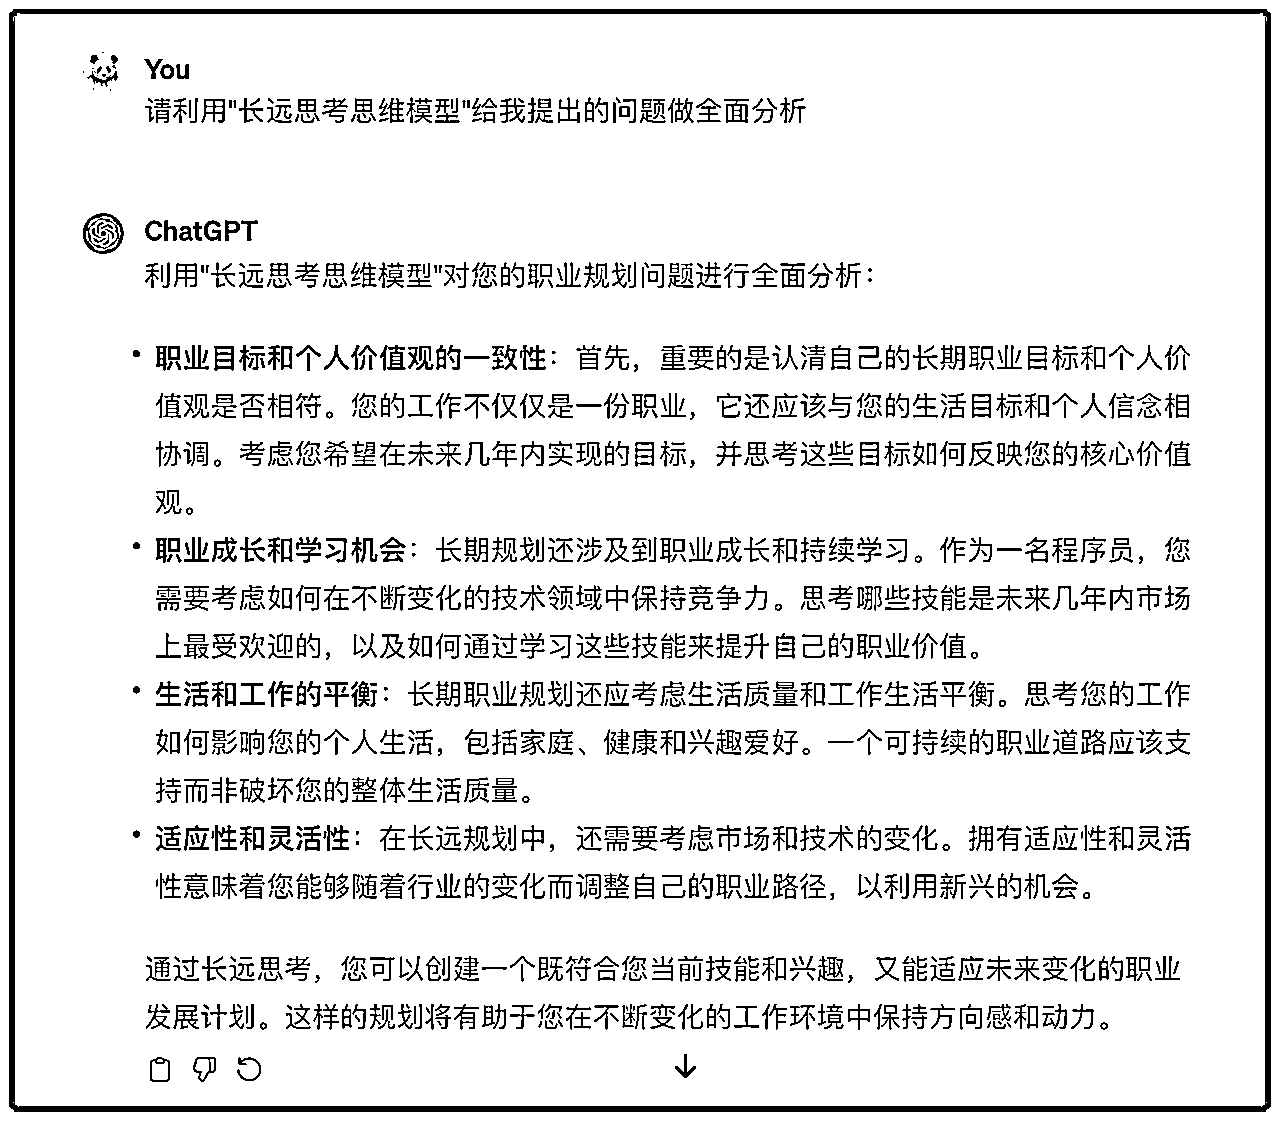 You
请利用"长远思考思维模型"给我提出的问题做全面分析
ChatGPT
利用"长远思考思维模型"对您的职业规划问题进行全面分析：
• 职业目标和个人价值观的一致性：首先，重要的是认清自己的长期职业目标和个人价
值观是否相符。您的工作不仅仅是一份职业，它还应该与您的生活目标和个人信念相
协调。考虑您希望在未来几年内实现的目标，并思考这些目标如何反映您的核心价值
观。
• 职业成长和学习机会：长期规划还涉及到职业成长和持续学习。作为一名程序员，您
需要考虑如何在不断变化的技术领域中保持竞争力。思考哪些技能是未来几年内市场
上最受欢迎的，以及如何通过学习这些技能来提升自己的职业价值。
• 生活和工作的平衡：长期职业规划还应考虑生活质量和工作生活平衡。思考您的工作
如何影响您的个人生活，包括家庭、健康和兴趣爱好。一个可持续的职业道路应该支
持而非破坏您的整体生活质量。
• 适应性和灵活性：在长远规划中，还需要考虑市场和技术的变化。拥有适应性和灵活
性意味着您能够随着行业的变化而调整自己的职业路径，以利用新兴的机会。
通过长远思考，您可以创建一个既符合您当前技能和兴趣，又能适应未来变化的职业
发展计划。这样的规划将有助于您在不断变化的工作环境中保持方向感和动力。